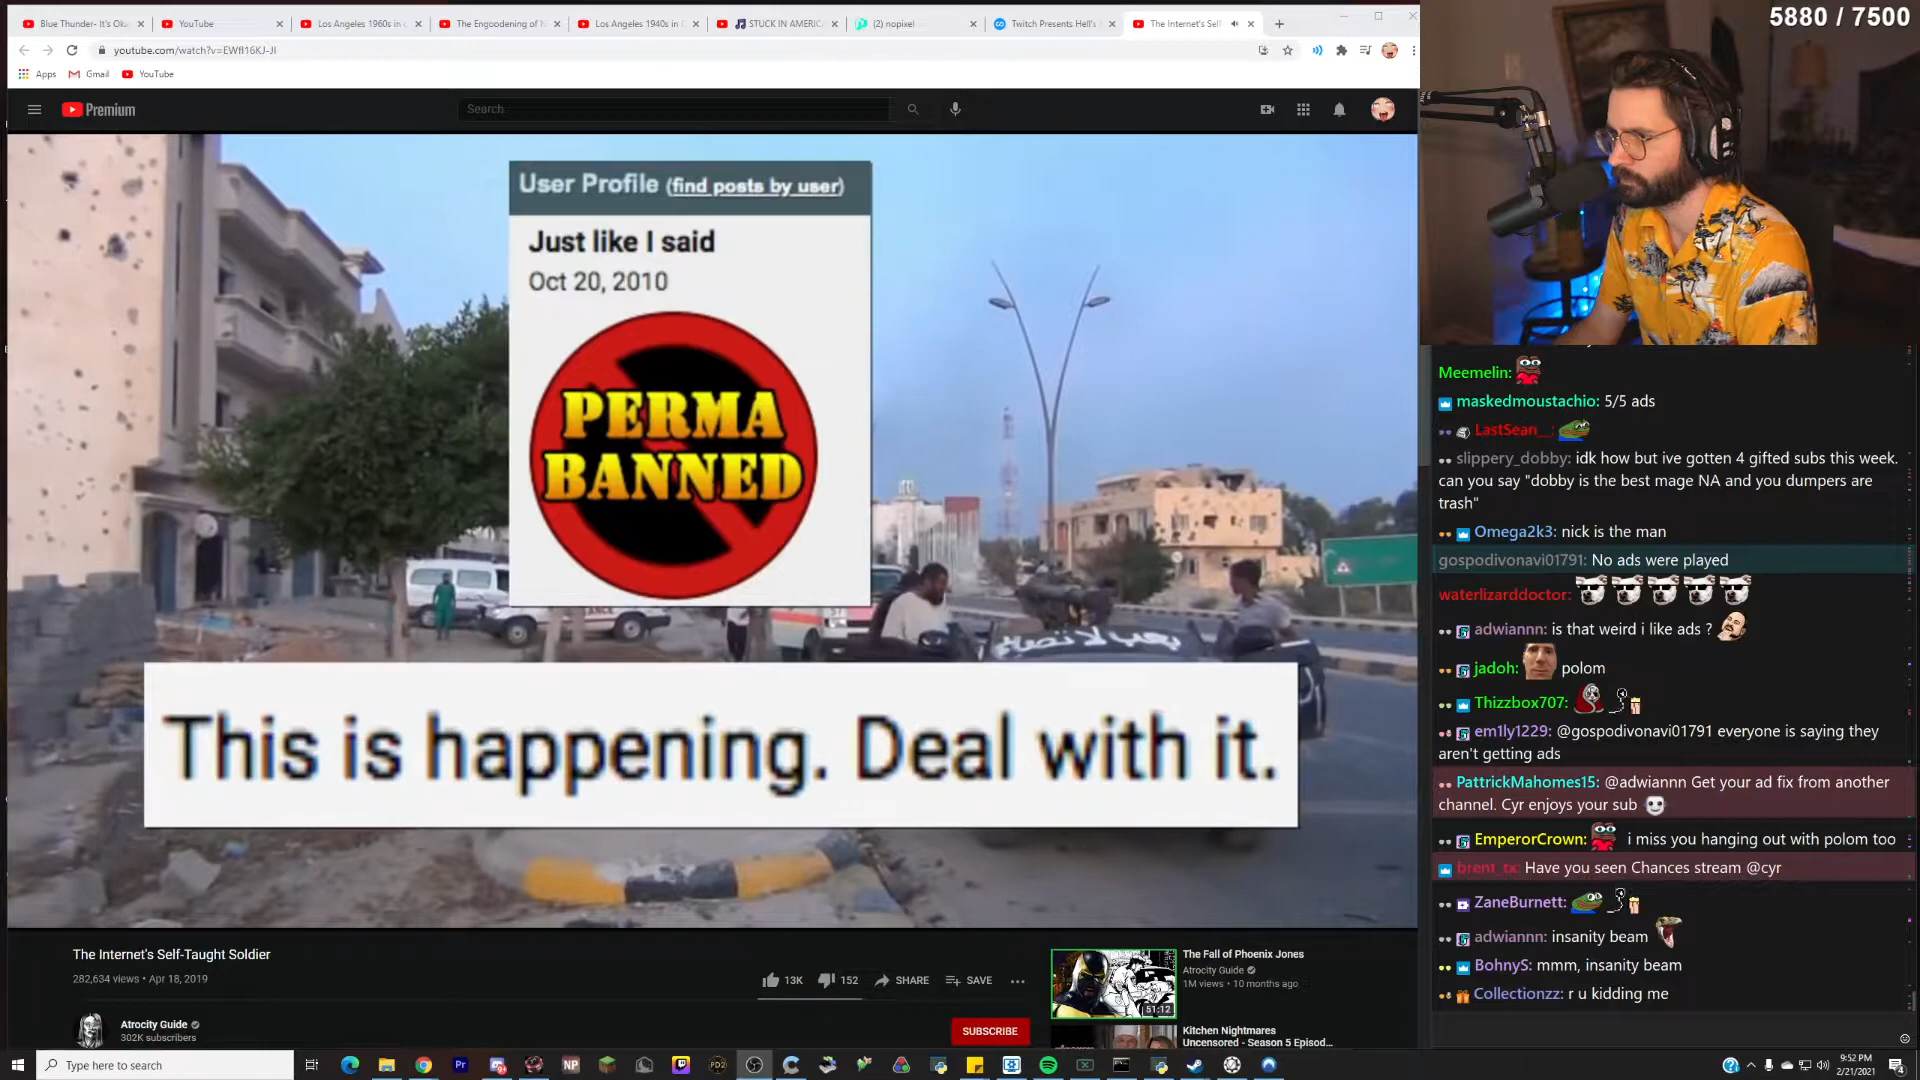 Blue Thunder- It's Oka
YouTube
Los Angeles 1960s in c
The Engoodening of N
Los Angeles 1940s in
STUCK IN AMERICA
(2) nopixel
Twitch Presents Hell's
The Internet's Self
5880 / 7500
youtube.com/watch?v=EWfI16KJ-JI
Apps
Gmail
YouTube
Premium
Search
User Profile (find posts by user)
Just like I said
Oct 20, 2010
PERMA
BANNED
This is happening. Deal with it.
The Internet's Self-Taught Soldier
282,634 views • Apr 18, 2019
13K
152
SHARE
SAVE
Atrocity Guide
302K subscribers
SUBSCRIBE
51:12
The Fall of Phoenix Jones
Atrocity Guide
1M views • 10 months ago
Kitchen Nightmares
Uncensored - Season 5 Episod...
Meemelin:
maskedmoustachio: 5/5 ads
LastSean__:
slippery_dobby: idk how but ive gotten 4 gifted subs this week.
can you say "dobby is the best mage NA and you dumpers are
trash"
Omega2k3: nick is the man
gospodivonavi01791: No ads were played
waterlizarddoctor:
adwiannn: is that weird i like ads ?
jadoh: polom
Thizzbox707:
em1ly1229: @gospodivonavi01791 everyone is saying they
aren't getting ads
PattrickMahomes15: @adwiannn Get your ad fix from another
channel. Cyr enjoys your sub
EmperorCrown: i miss you hanging out with polom too
brent_tx: Have you seen Chances stream @cyr
ZaneBurnett:
adwiannn: insanity beam
BohnyS: mmm, insanity beam
Collectionzz: r u kidding me
Type here to search
Pr
NP
PD2
9:52 PM
2/21/2021